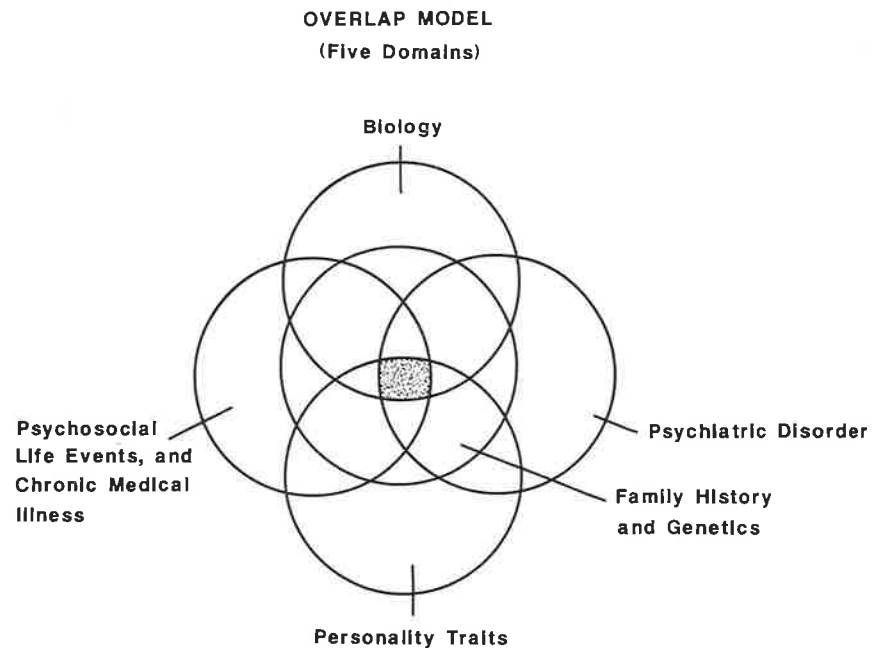 OVERLAP MODEL
(Five Domains)
Biology
Psychosocial
Life Events, and
Chronic Medical
Illness
Psychiatric Disorder
Family History
and Genetics
Personality Traits